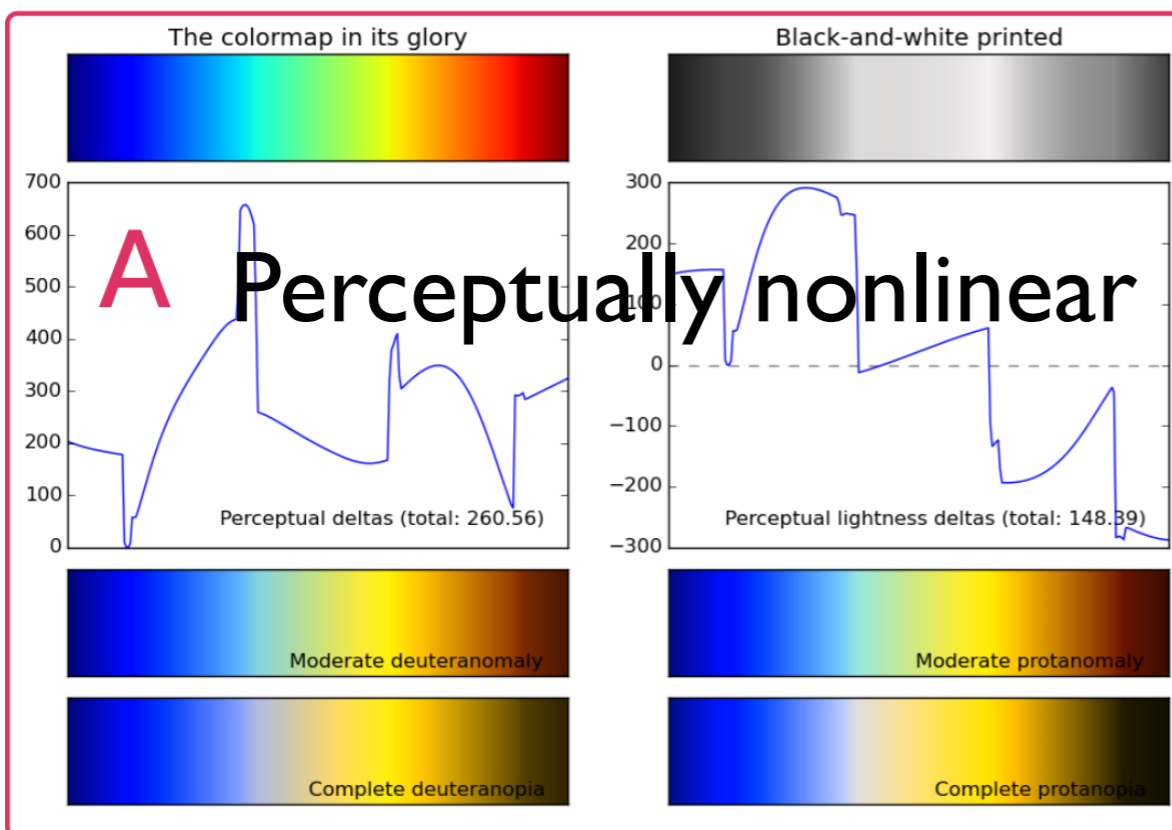 The colormap in its glory
Black-and-white printed
700
600
500
400
300
200
100
0
300
200
100
0
−100
−200
−300
A Perceptually nonlinear
Perceptual deltas (total: 260.56)
Perceptual lightness deltas (total: 148.39)
Moderate deuteranomaly
Moderate protanomaly
Complete deuteranopia
Complete protanopia